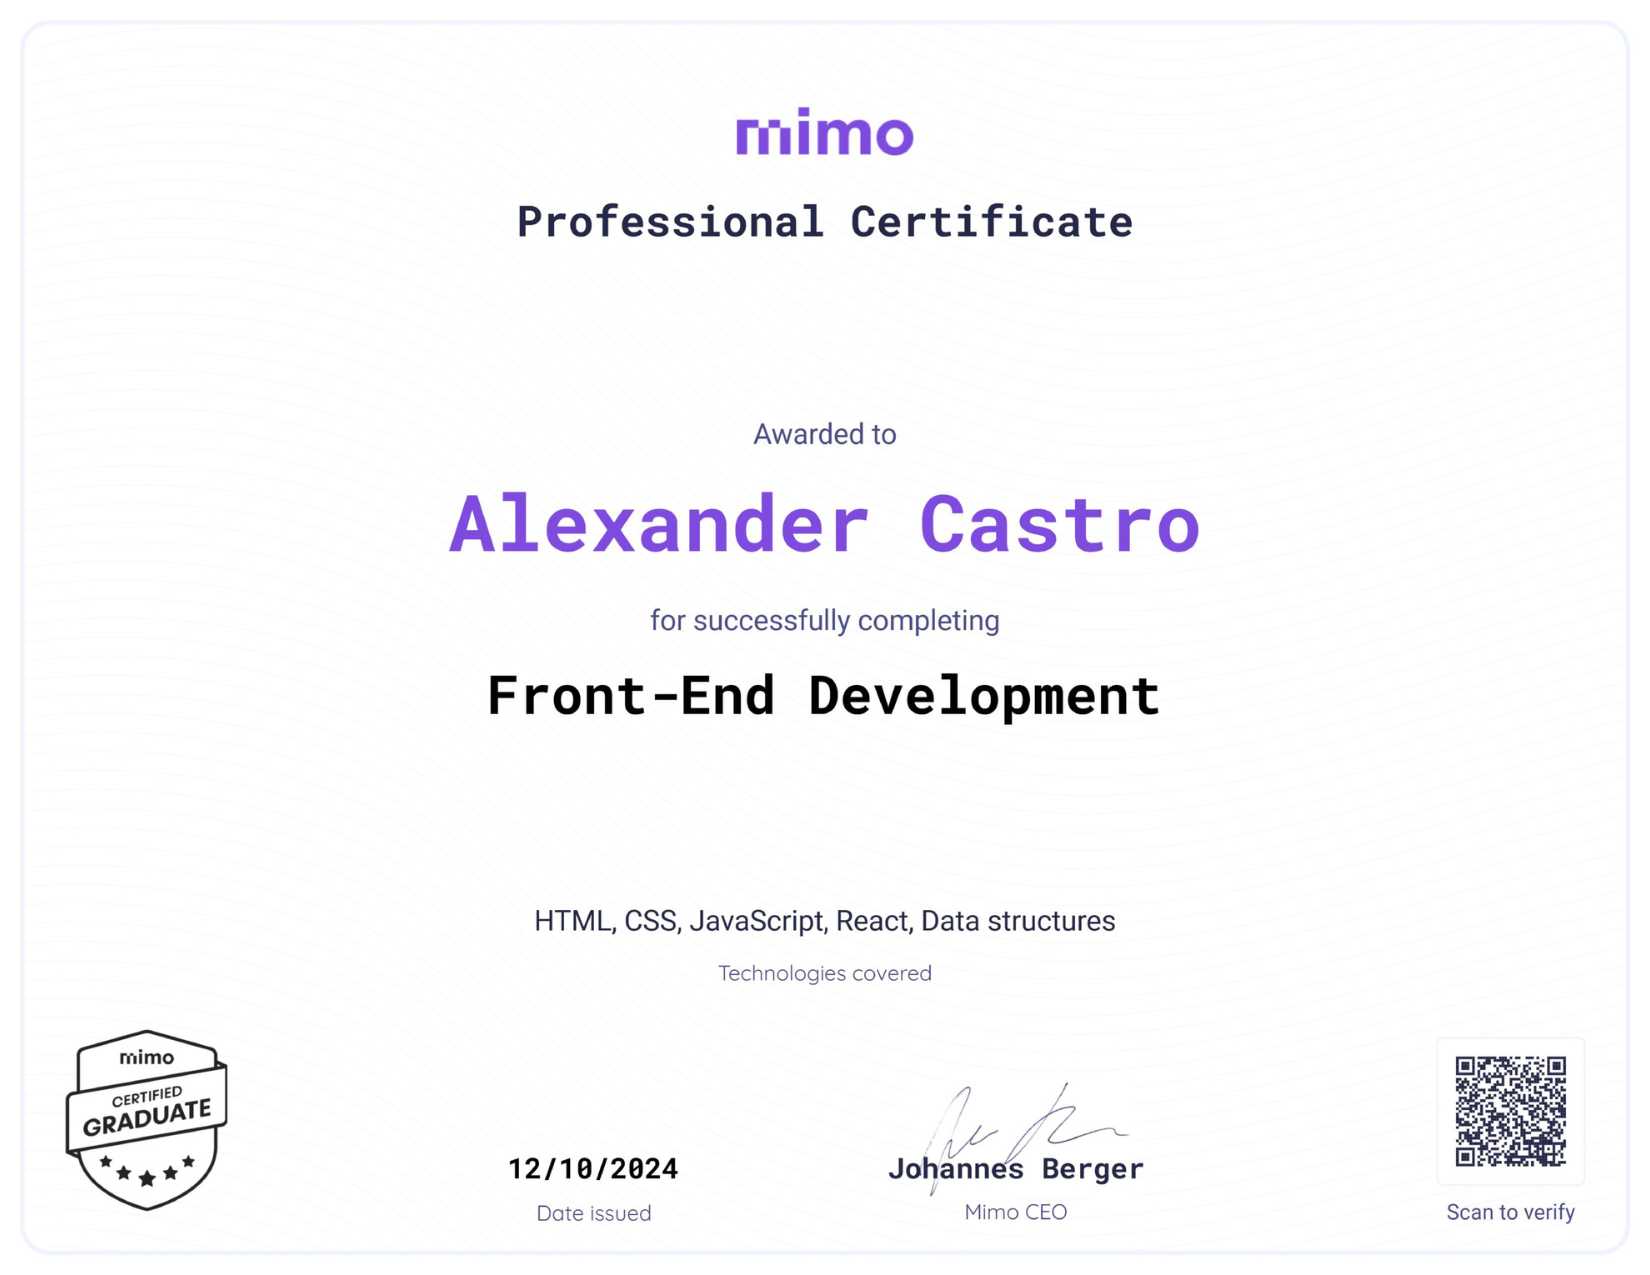 mimo
Professional Certificate
Awarded to
Alexander Castro
for successfully completing
Front-End Development
HTML, CSS, JavaScript, React, Data structures
Technologies covered
mimo
CERTIFIED
GRADUATE
12/10/2024
Date issued
Johannes Berger
Mimo CEO
Scan to verify